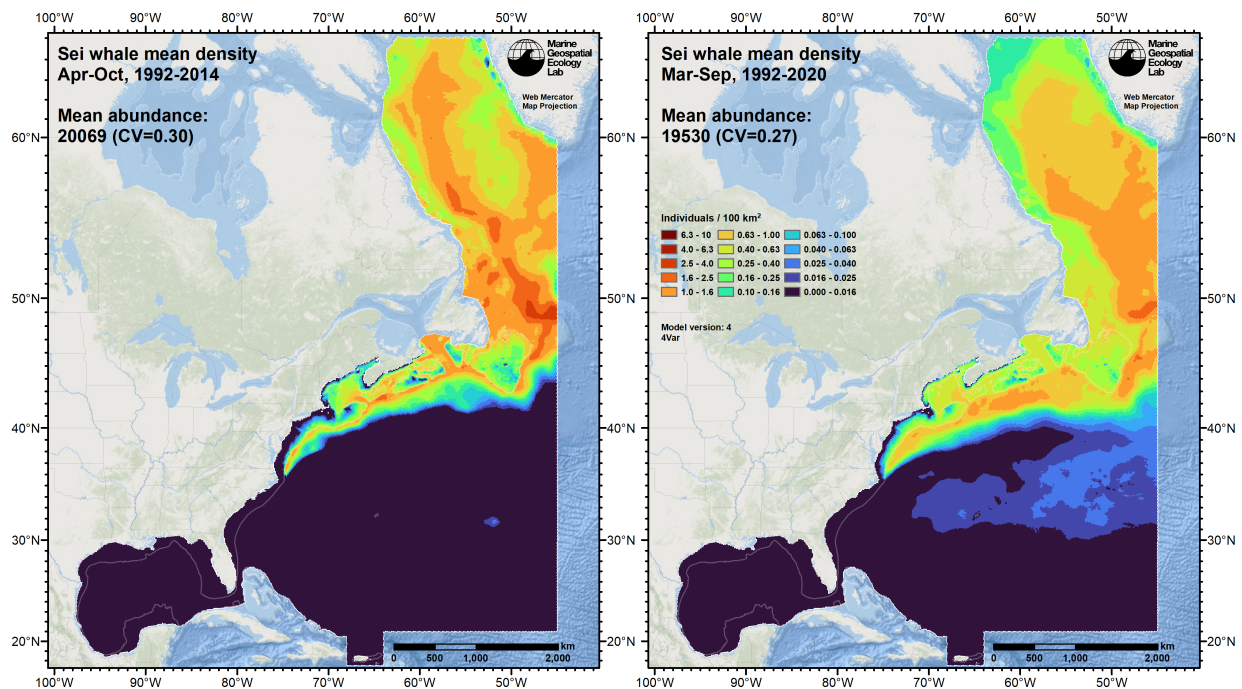 100°W 90°W 80°W 70°W 60°W 50°W
Sei whale mean density
Apr-Oct, 1992-2014
Mean abundance:
20069 (CV=0.30)
Marine
Geospatial
Ecology
Lab
Web Mercator
Map Projection
60°N
50°N
40°N
30°N
20°N
km
0 500 1,000 2,000
100°W 90°W 80°W 70°W 60°W 50°W
100°W 90°W 80°W 70°W 60°W 50°W
Sei whale mean density
Mar-Sep, 1992-2020
Mean abundance:
19530 (CV=0.27)
Marine
Geospatial
Ecology
Lab
Web Mercator
Map Projection
Individuals / 100 km²
6.3 - 10 0.63 - 1.00 0.063 - 0.100
4.0 - 6.3 0.40 - 0.63 0.040 - 0.063
2.5 - 4.0 0.25 - 0.40 0.025 - 0.040
1.6 - 2.5 0.16 - 0.25 0.016 - 0.025
1.0 - 1.6 0.10 - 0.16 0.000 - 0.016
Model version: 4
4Var
60°N
50°N
40°N
30°N
20°N
km
0 500 1,000 2,000
100°W 90°W 80°W 70°W 60°W 50°W